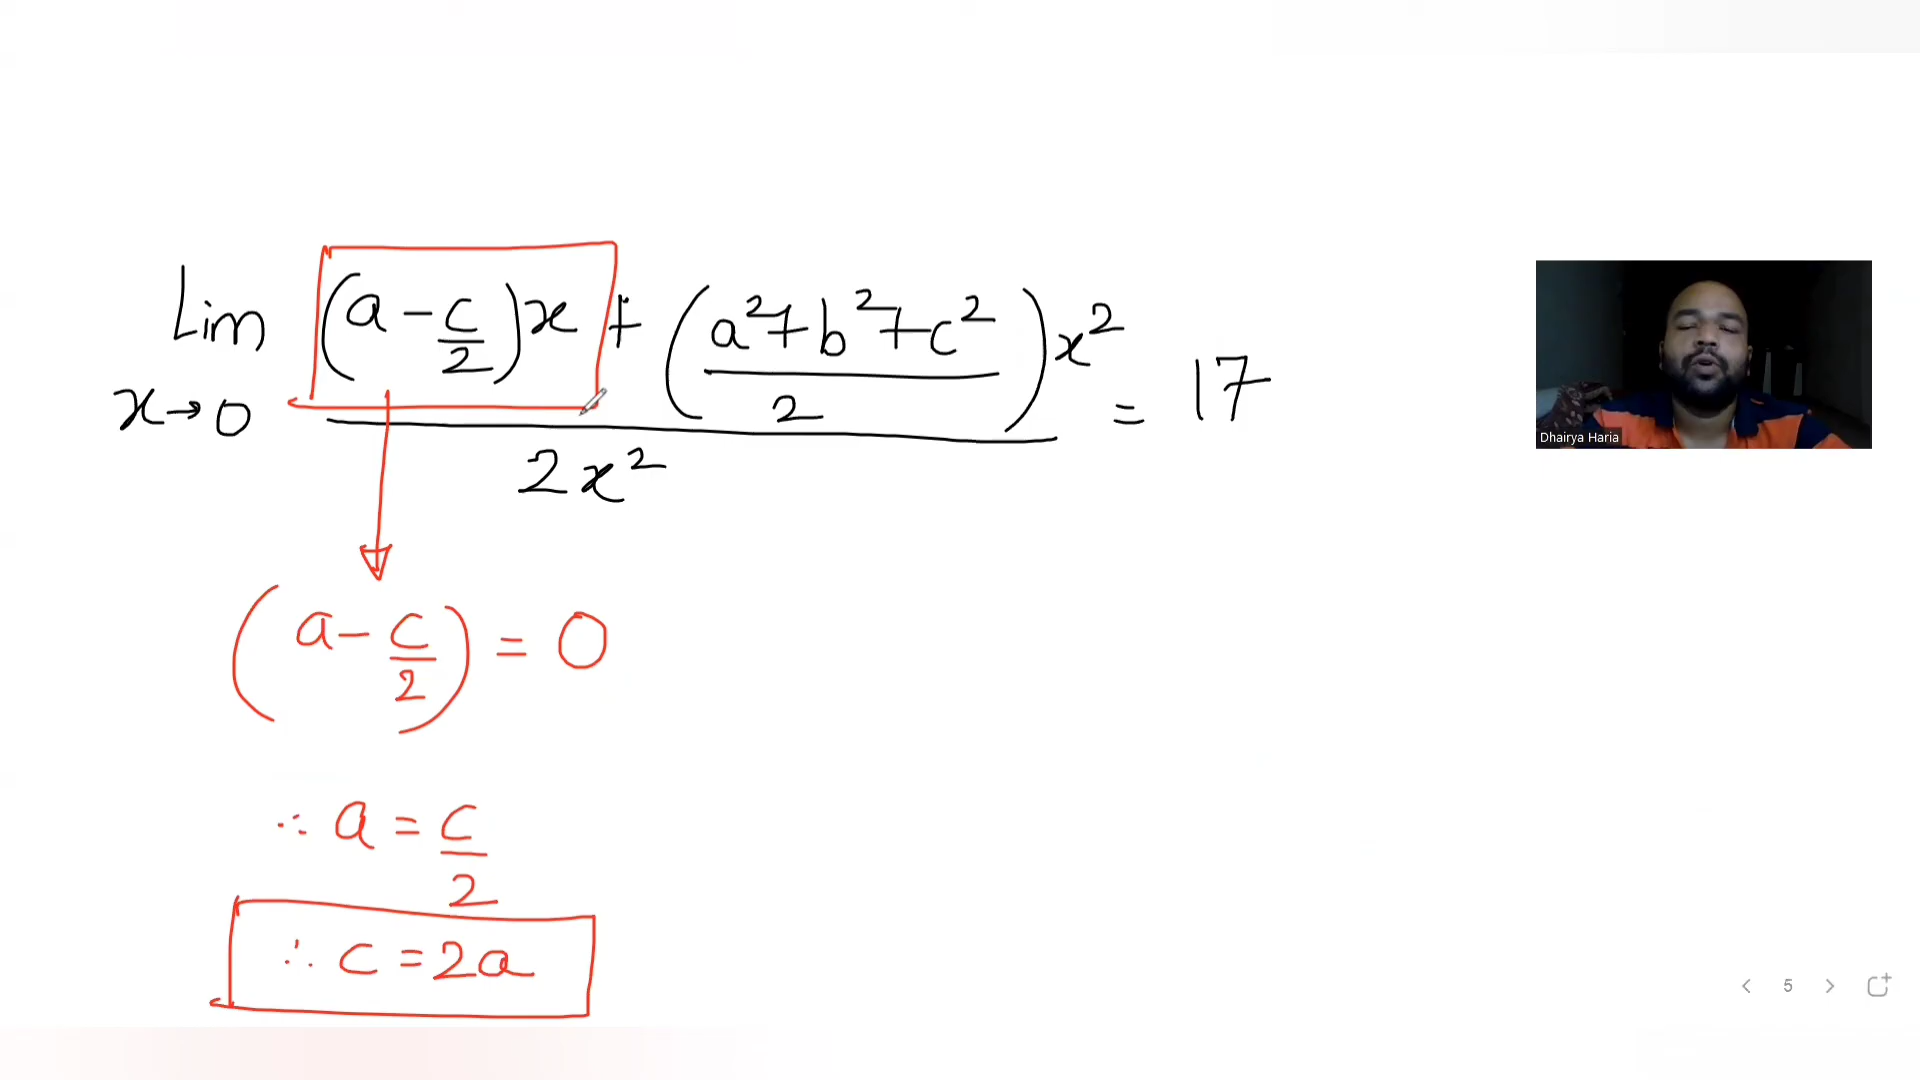 Lim (a - c/2)x + ((a²+b²+c²)/2)x²
x→0 2x² = 17
(a - c/2) = 0
∴ a = c/2
∴ c = 2a
Dhairya Haria
< 5 >